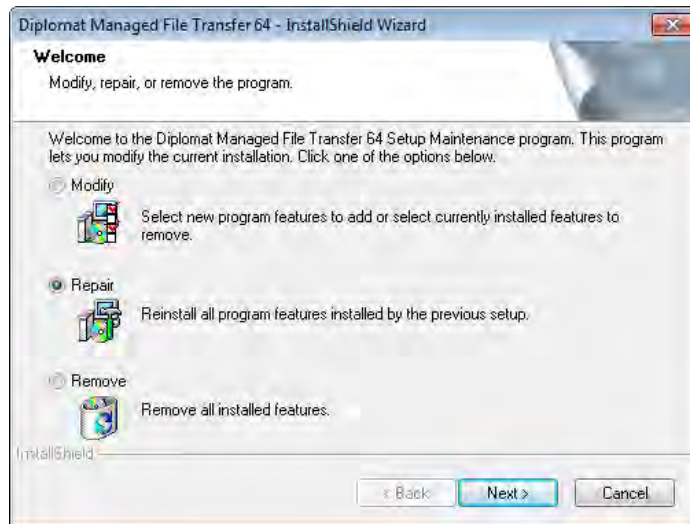 Diplomat Managed File Transfer 64 - InstallShield Wizard
Welcome
Modify, repair, or remove the program.
Welcome to the Diplomat Managed File Transfer 64 Setup Maintenance program. This program
lets you modify the current installation. Click one of the options below.
Modify
Select new program features to add or select currently installed features to
remove.
Repair
Reinstall all program features installed by the previous setup.
Remove
Remove all installed features.
InstallShield
< Back
Next >
Cancel